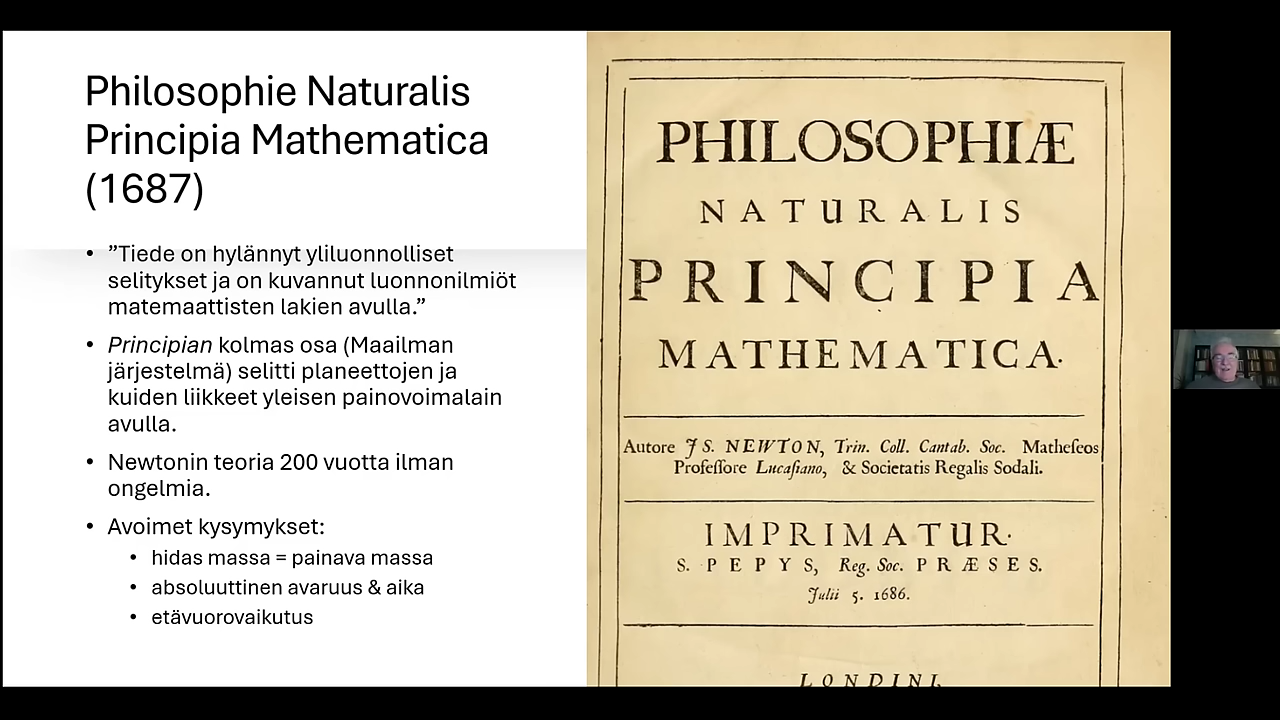 Philosophie Naturalis
Principia Mathematica
(1687)
• ”Tiede on hylännyt yliluonnolliset
selitykset ja on kuvannut luonnonilmiöt
matemaattisten lakien avulla.”
• Principian kolmas osa (Maailman
järjestelmä) selitti planeettojen ja
kuiden liikkeet yleisen painovoimalain
avulla.
• Newtonin teoria 200 vuotta ilman
ongelmia.
• Avoimet kysymykset:
• hidas massa = painava massa
• absoluuttinen avaruus & aika
• etävuorovaikutus
PHILOSOPHIÆ
NATURALIS
PRINCIPIA
MATHEMATICA.
Autore JS. NEWTON, Trin. Coll. Cantab. Soc. Matheſeos
Profeſſore Lucaſiano, & Societatis Regalis Sodali.
IMPRIMATUR.
S. PEPYS, Reg. Soc. PRÆSES.
Julii 5. 1686.
LONDINI,